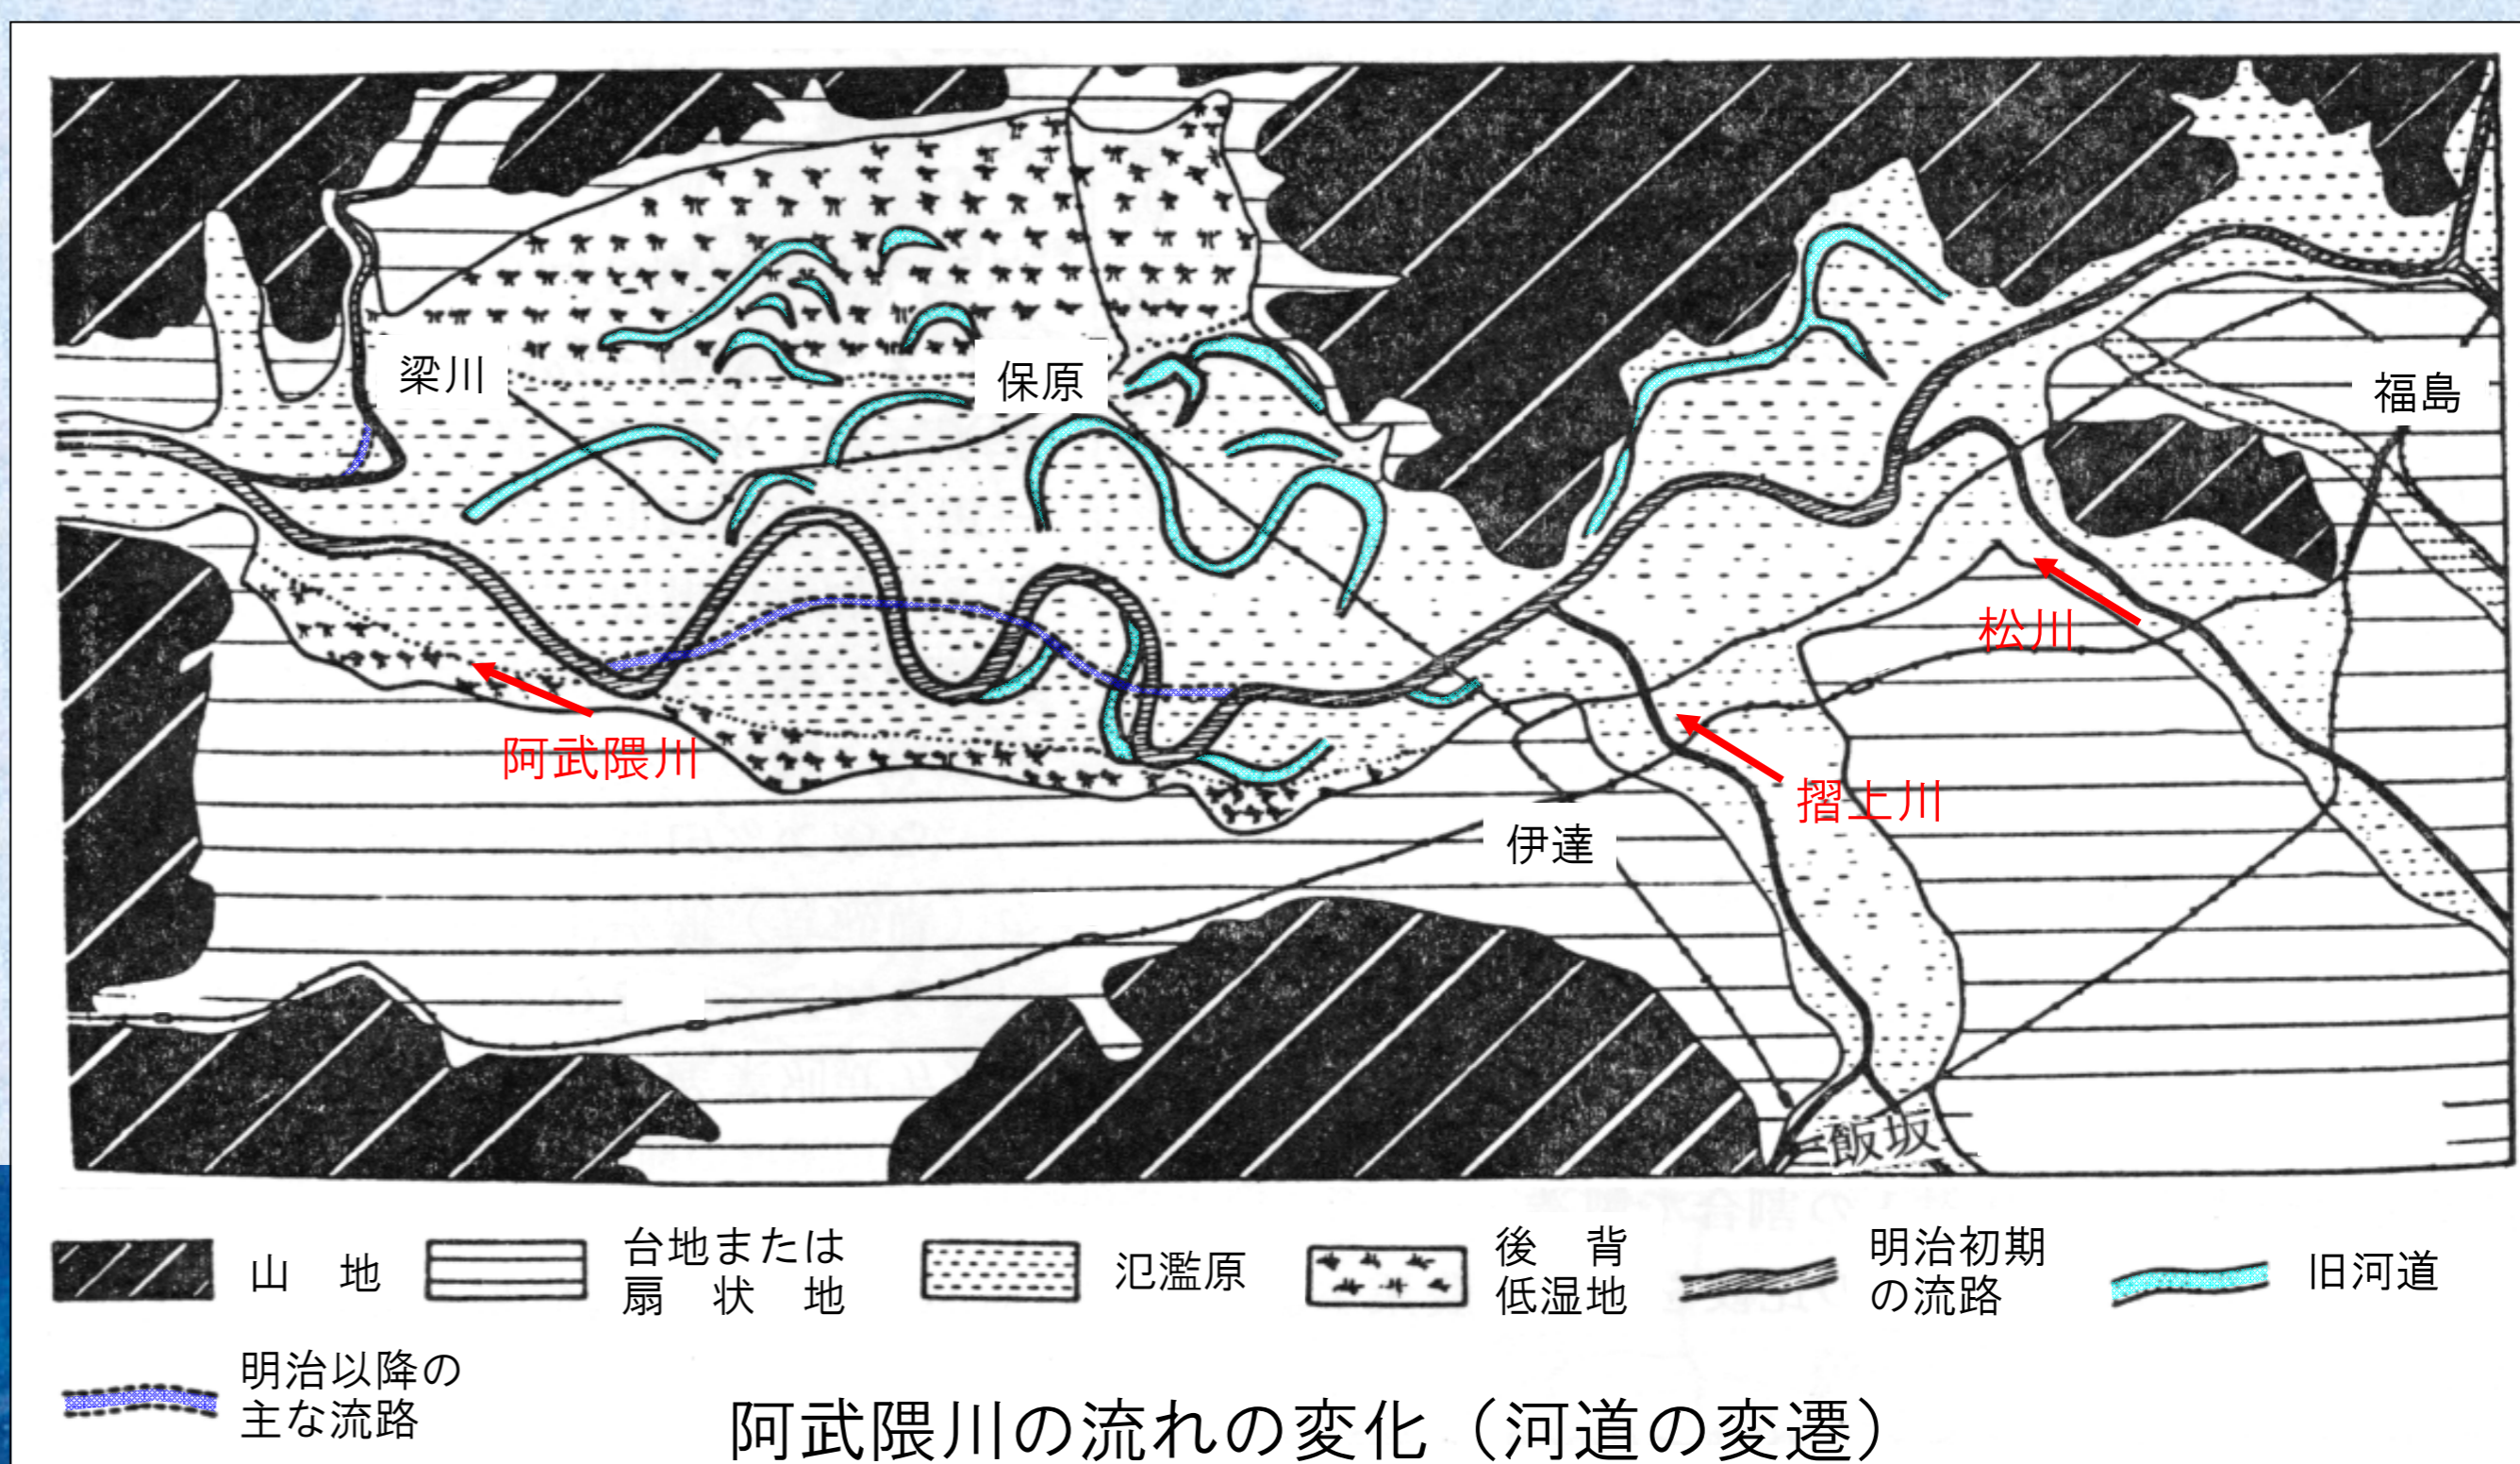 梁川
保原
福島
松川
阿武隈川
摺上川
伊達
飯坂
山　地
台地または
扇　状　地
氾濫原
後　背
低湿地
明治初期
の流路
旧河道
明治以降の
主な流路
阿武隈川の流れの変化（河道の変遷）